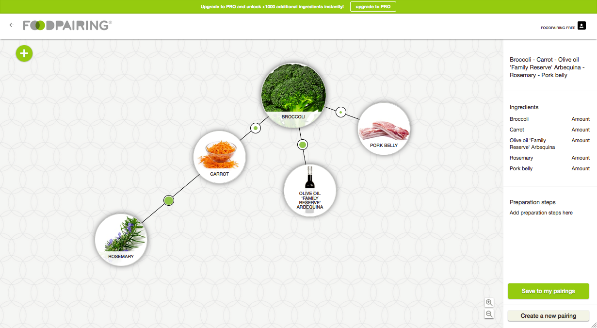 Upgrade to PRO and unlock +1000 additional ingredients instantly!
upgrade to PRO
FOODPAIRING
Broccoli - Carrot - Olive oil
'Family Reserve' Arbequina -
Rosemary - Pork belly
Ingredients
Broccoli Amount
Carrot Amount
Olive oil 'Family Amount
Reserve' Arbequina
Rosemary Amount
Pork belly Amount
Preparation steps
Add preparation steps here
Save to my pairings
Create a new pairing
BROCCOLI
PORK BELLY
CARROT
OLIVE OIL
'FAMILY
RESERVE'
ARBEQUINA
ROSEMARY